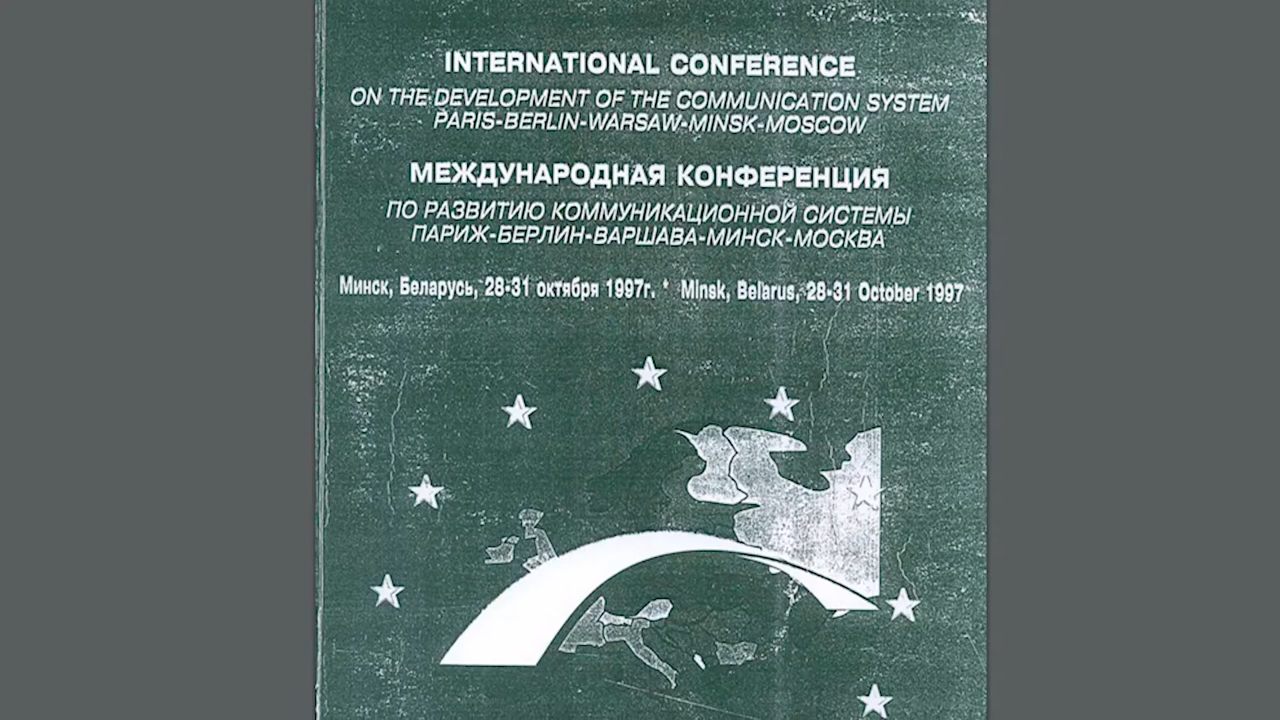 INTERNATIONAL CONFERENCE
ON THE DEVELOPMENT OF THE COMMUNICATION SYSTEM
PARIS-BERLIN-WARSAW-MINSK-MOSCOW
МЕЖДУНАРОДНАЯ КОНФЕРЕНЦИЯ
ПО РАЗВИТИЮ КОММУНИКАЦИОННОЙ СИСТЕМЫ
ПАРИЖ-БЕРЛИН-ВАРШАВА-МИНСК-МОСКВА
Минск, Беларусь, 28-31 октября 1997г. * Minsk, Belarus, 28-31 October 1997